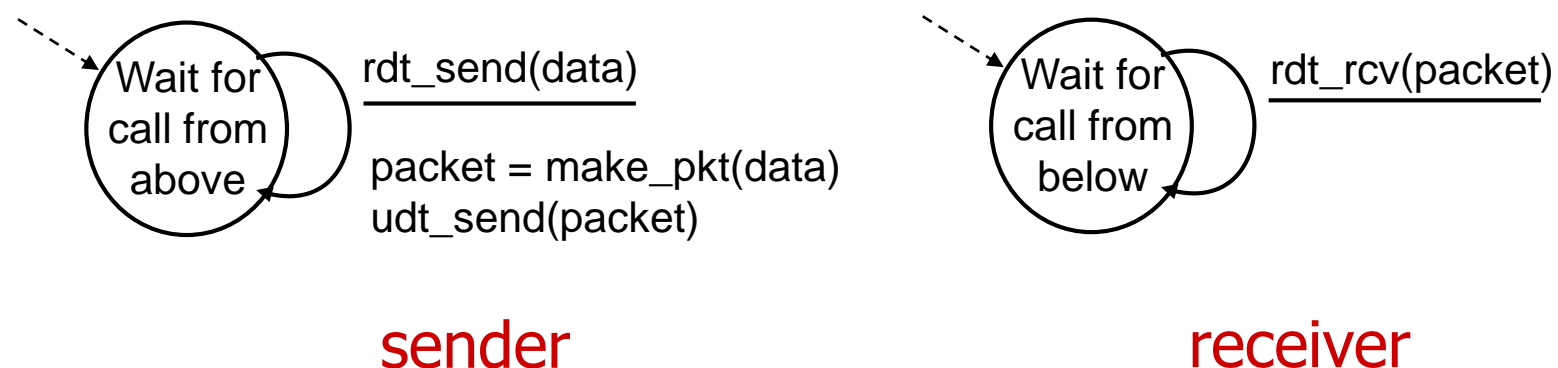 Wait for
call from
above
rdt_send(data)
packet = make_pkt(data)
udt_send(packet)
sender
Wait for
call from
below
rdt_rcv(packet)
receiver